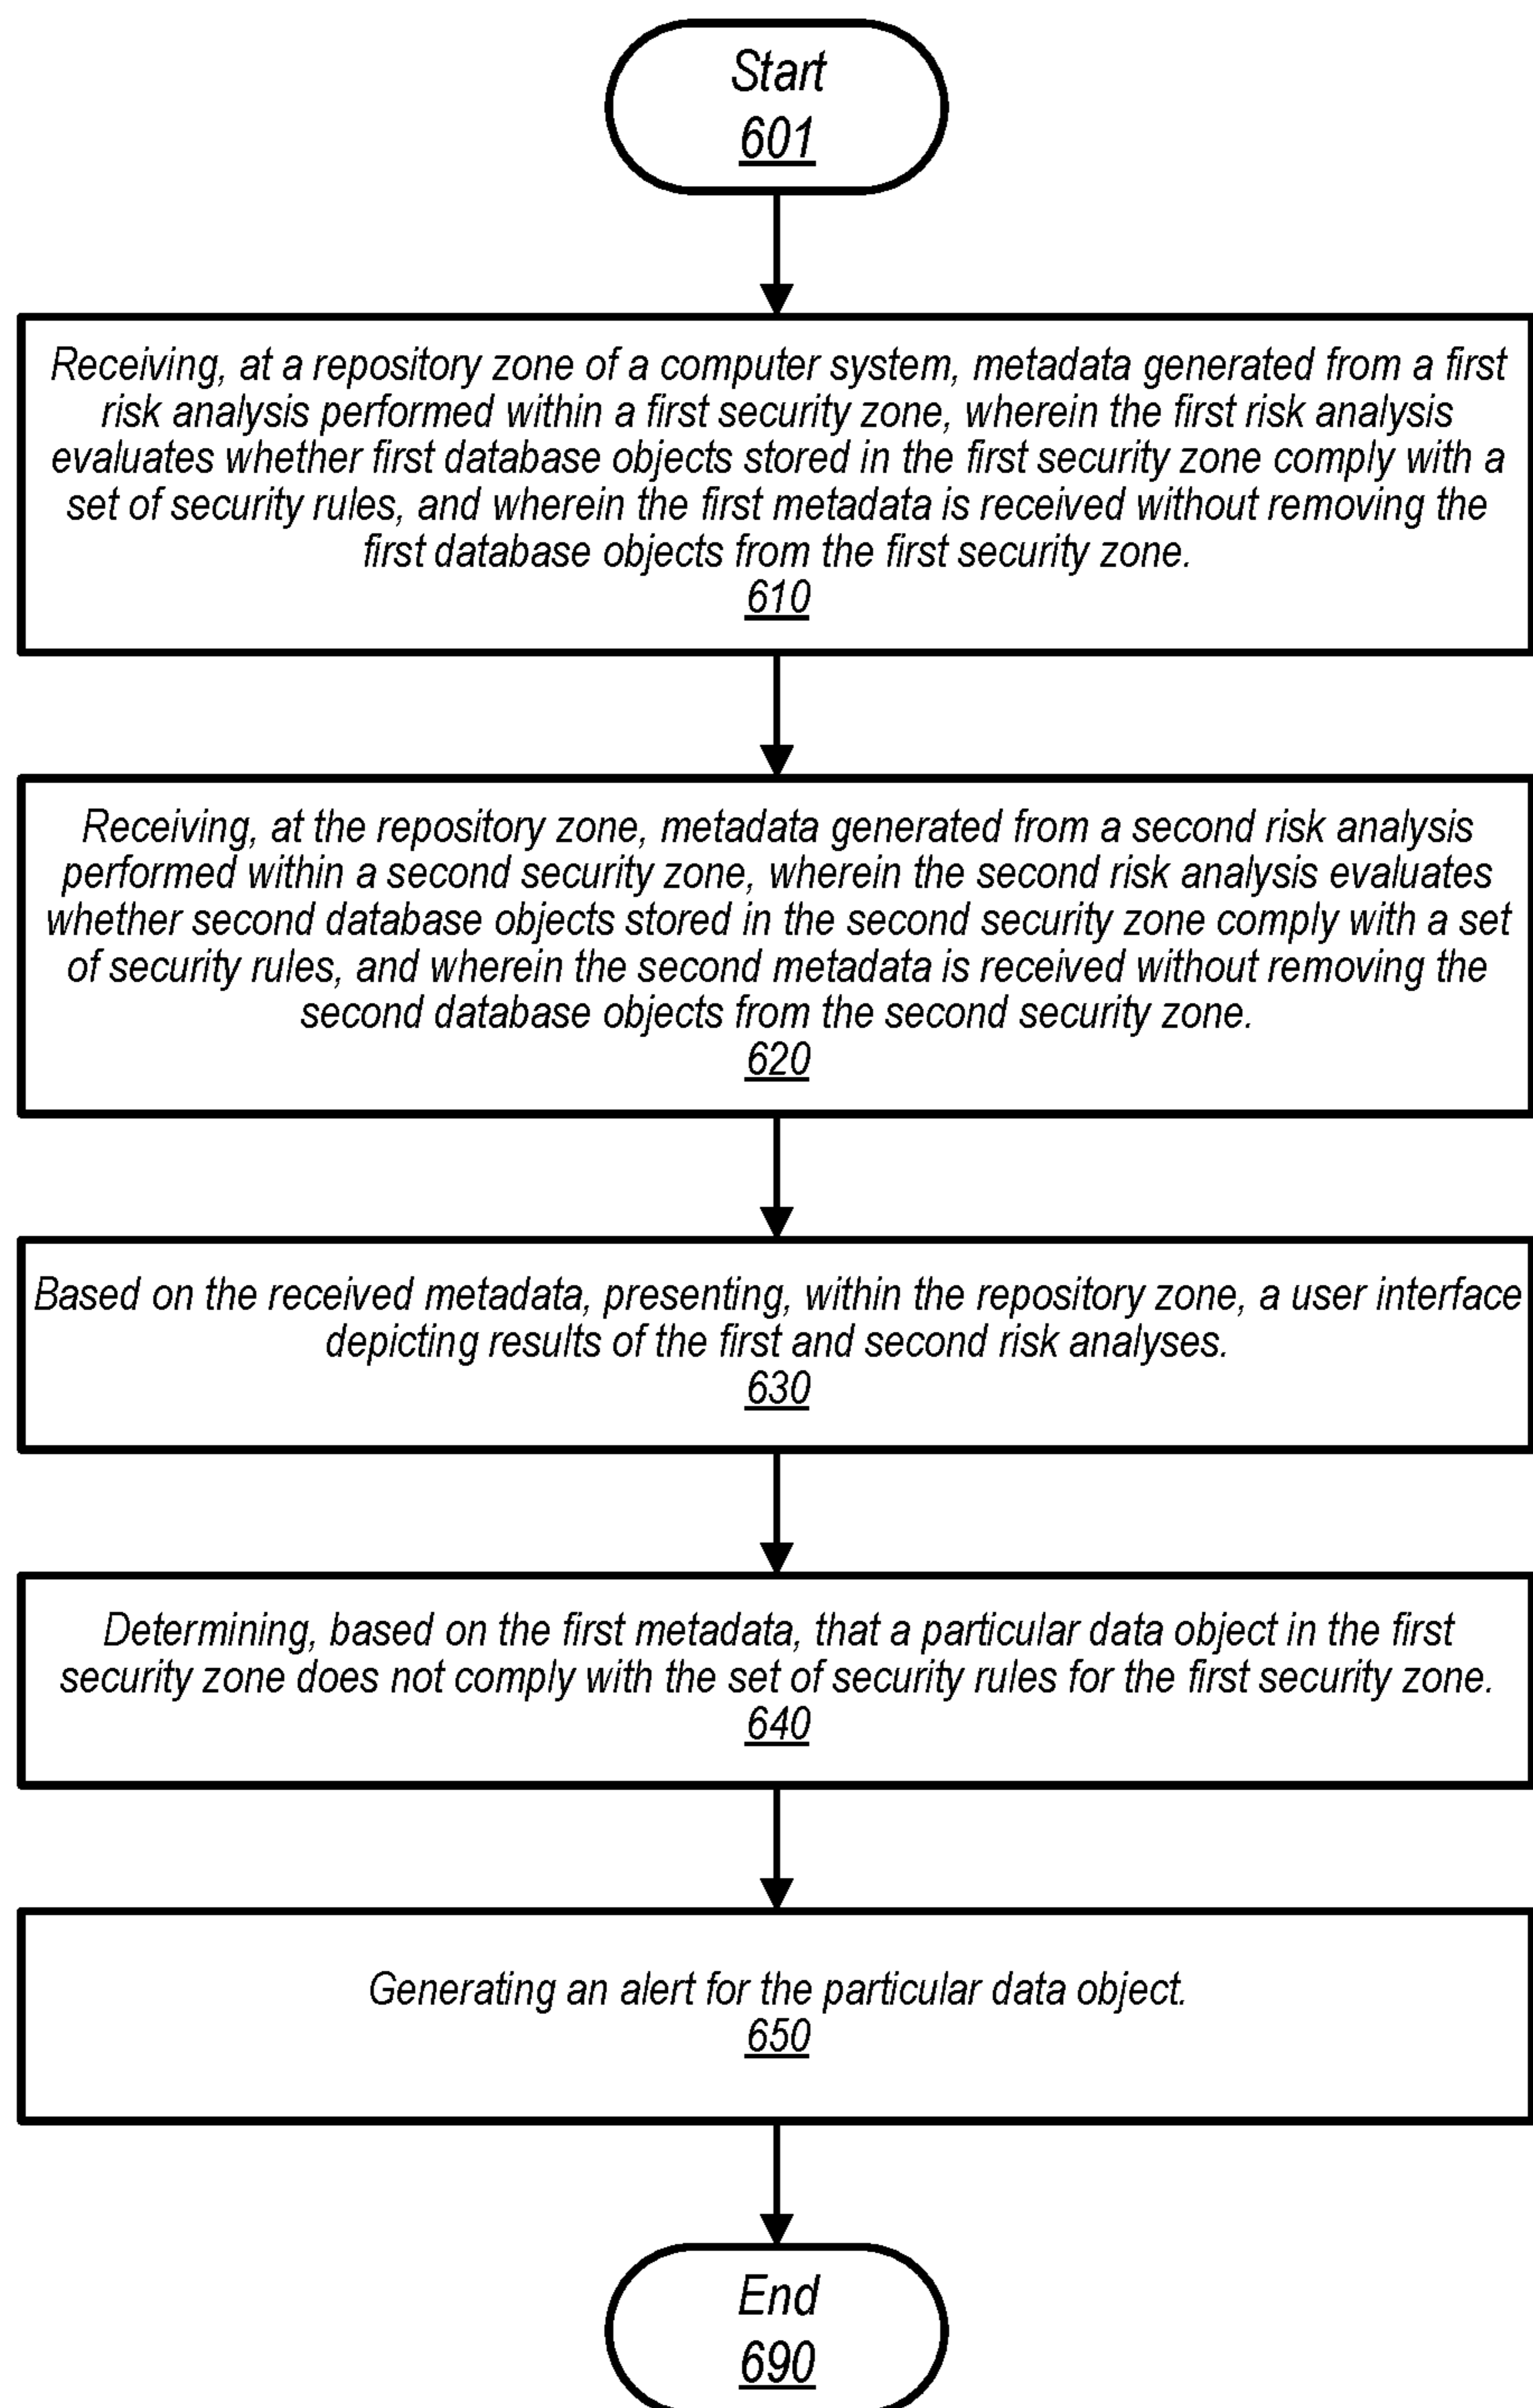 Start
601
Receiving, at a repository zone of a computer system, metadata generated from a first
risk analysis performed within a first security zone, wherein the first risk analysis
evaluates whether first database objects stored in the first security zone comply with a
set of security rules, and wherein the first metadata is received without removing the
first database objects from the first security zone.
610
Receiving, at the repository zone, metadata generated from a second risk analysis
performed within a second security zone, wherein the second risk analysis evaluates
whether second database objects stored in the second security zone comply with a set
of security rules, and wherein the second metadata is received without removing the
second database objects from the second security zone.
620
Based on the received metadata, presenting, within the repository zone, a user interface
depicting results of the first and second risk analyses.
630
Determining, based on the first metadata, that a particular data object in the first
security zone does not comply with the set of security rules for the first security zone.
640
Generating an alert for the particular data object.
650
End
690